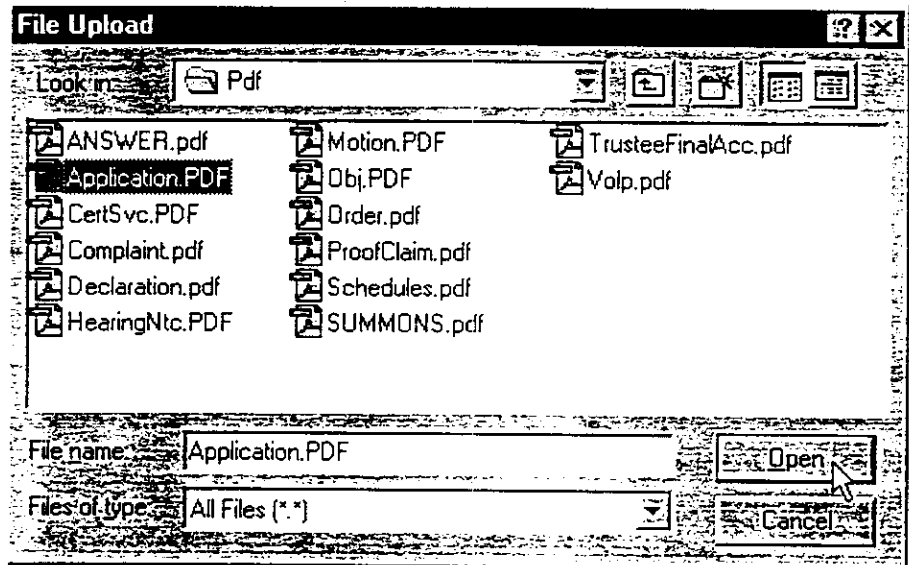 File Upload
Look in: Pdf
ANSWER.pdf
Application.PDF
CertSvc.PDF
Complaint.pdf
Declaration.pdf
HearingNtc.PDF
Motion.PDF
Obj.PDF
Order.pdf
ProofClaim.pdf
Schedules.pdf
SUMMONS.pdf
TrusteeFinalAcc.pdf
Volp.pdf
File name: Application.PDF
Open
Files of type: All Files (*.*)
Cancel